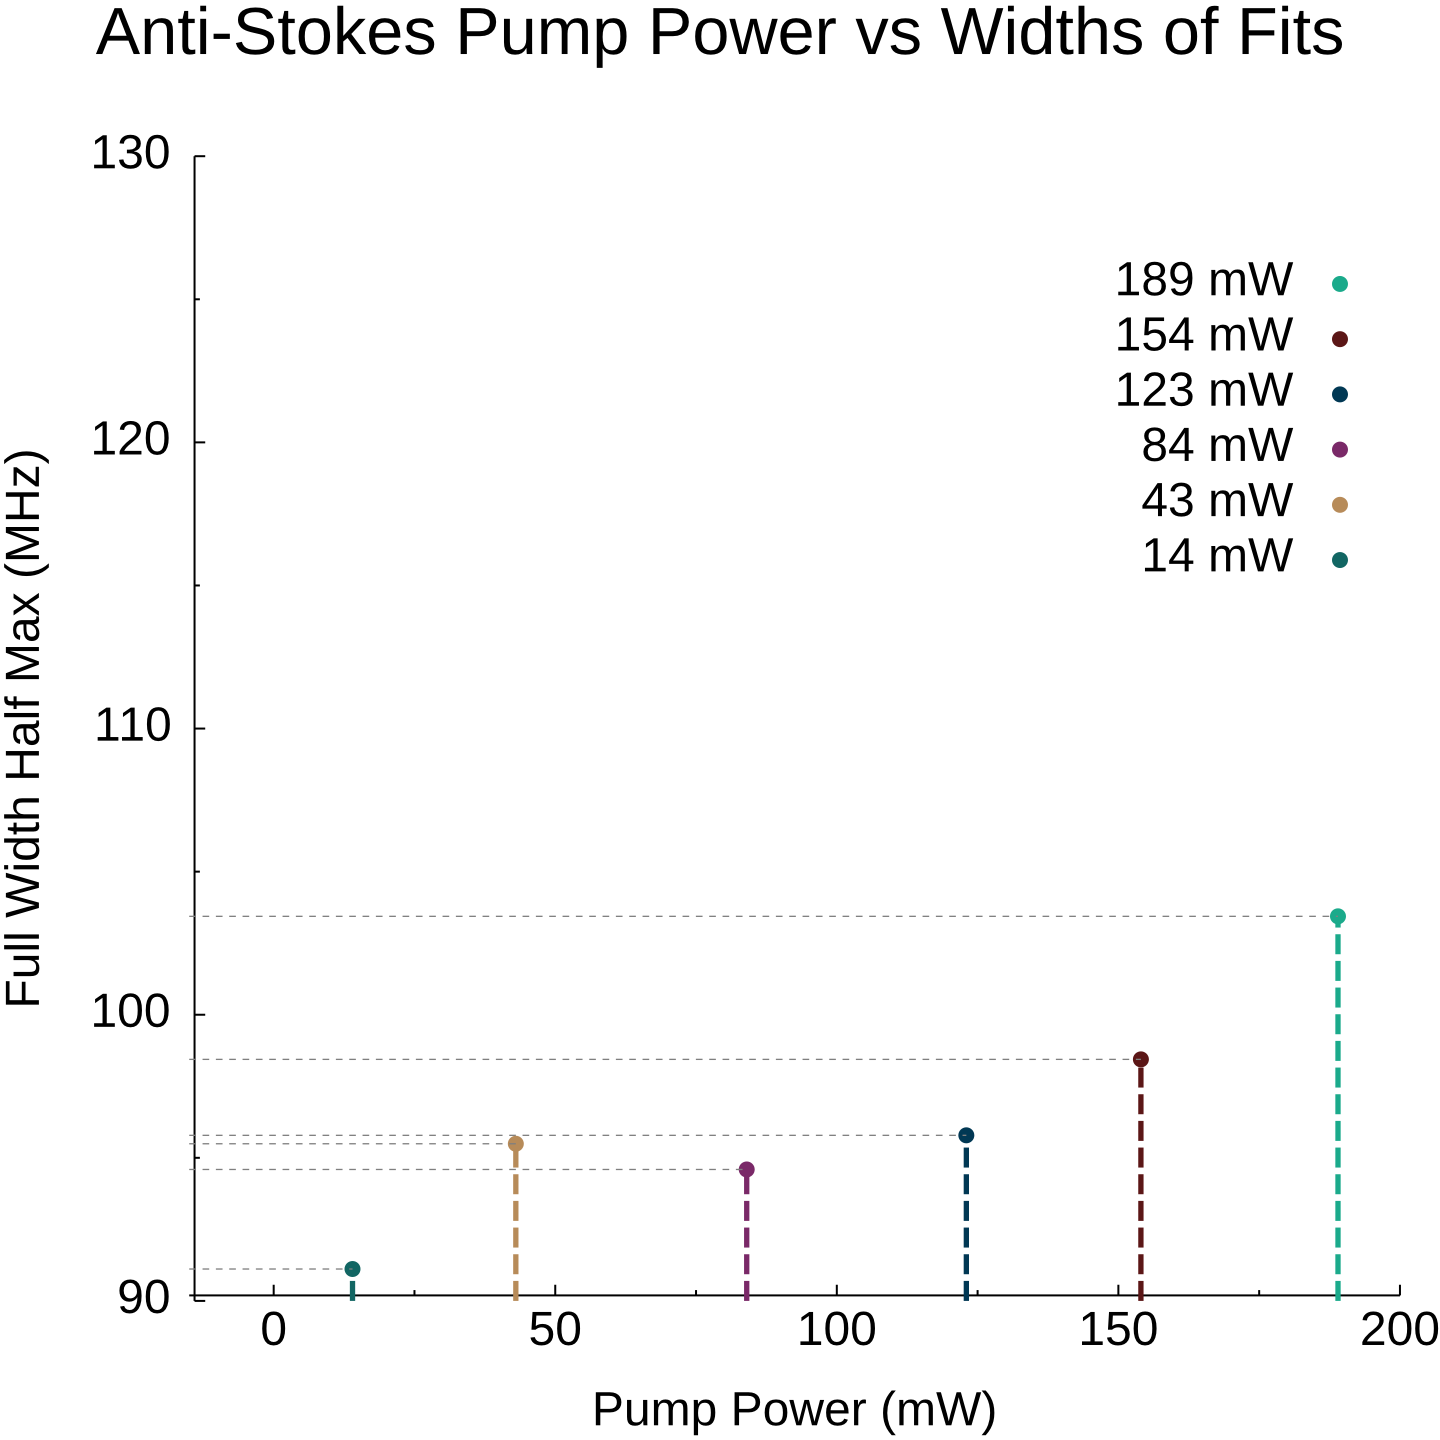 Anti-Stokes Pump Power vs Widths of Fits
130
120
110
100
90
Full Width Half Max (MHz)
189 mW
154 mW
123 mW
84 mW
43 mW
14 mW
0 50 100 150 200
Pump Power (mW)